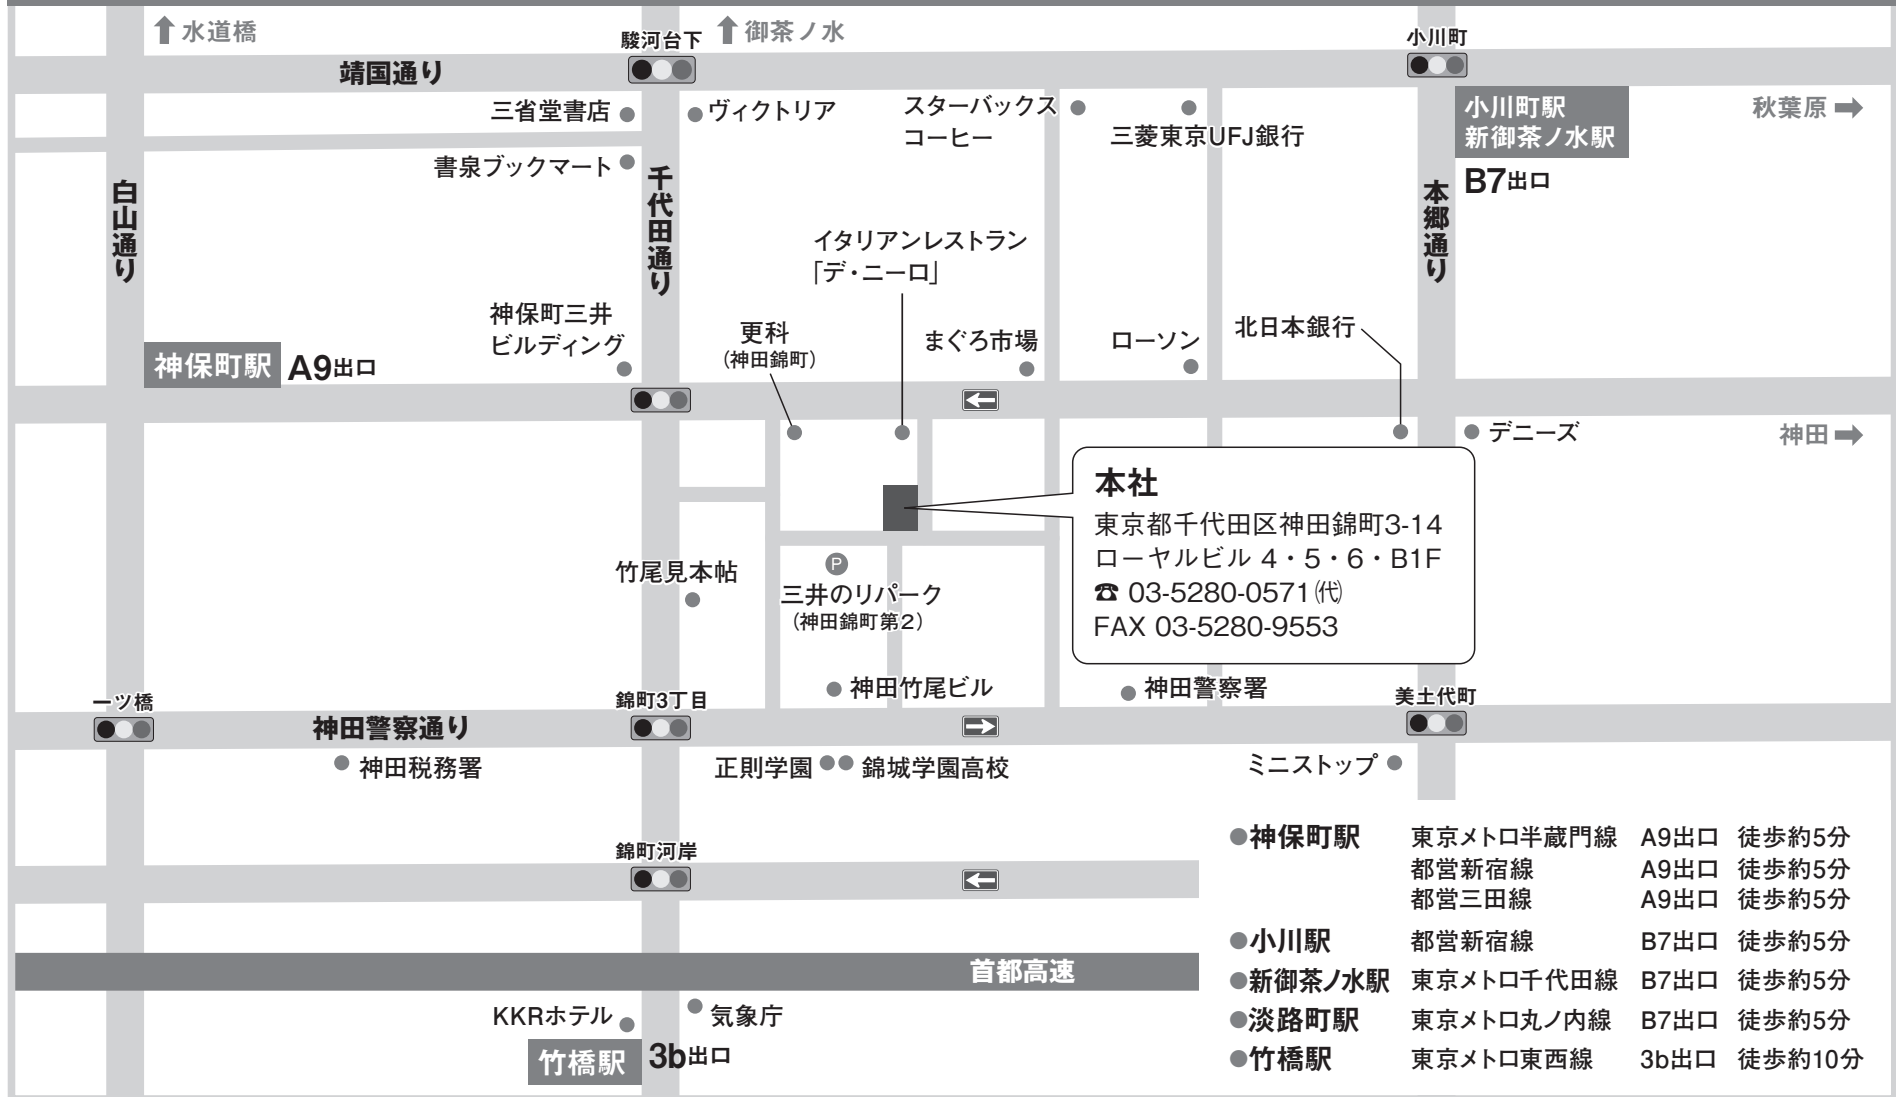 水道橋
御茶ノ水
駿河台下
小川町
靖国通り
三省堂書店
ヴィクトリア
スターバックス
コーヒー
三菱東京UFJ銀行
小川町駅
新御茶ノ水駅
秋葉原
B7出口
書泉ブックマート
白山通り
千代田通り
本郷通り
イタリアンレストラン
「デ・ニーロ」
神保町三井
ビルディング
更科
(神田錦町)
まぐろ市場
ローソン
北日本銀行
神保町駅
A9出口
デニーズ
神田
本社
東京都千代田区神田錦町3-14
ローヤルビル 4・5・6・B1F
☎ 03-5280-0571㈹
FAX 03-5280-9553
竹尾見本帖
P
三井のリパーク
(神田錦町第2)
神田竹尾ビル
神田警察署
一ツ橋
錦町3丁目
美土代町
神田警察通り
神田税務署
正則学園
錦城学園高校
ミニストップ
錦町河岸
首都高速
KKRホテル
気象庁
竹橋駅
3b出口
●神保町駅 東京メトロ半蔵門線 A9出口 徒歩約5分
都営新宿線 A9出口 徒歩約5分
都営三田線 A9出口 徒歩約5分
●小川駅 都営新宿線 B7出口 徒歩約5分
●新御茶ノ水駅 東京メトロ千代田線 B7出口 徒歩約5分
●淡路町駅 東京メトロ丸ノ内線 B7出口 徒歩約5分
●竹橋駅 東京メトロ東西線 3b出口 徒歩約10分